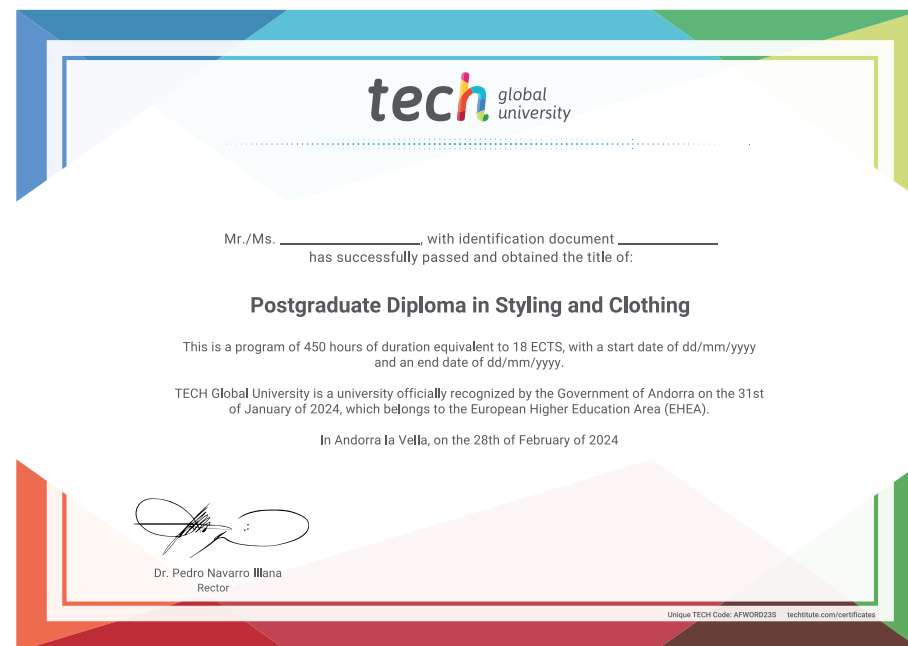 tech global university
Mr./Ms. ____________, with identification document ____________
has successfully passed and obtained the title of:
Postgraduate Diploma in Styling and Clothing
This is a program of 450 hours of duration equivalent to 18 ECTS, with a start date of dd/mm/yyyy
and an end date of dd/mm/yyyy.
TECH Global University is a university officially recognized by the Government of Andorra on the 31st
of January of 2024, which belongs to the European Higher Education Area (EHEA).
In Andorra la Vella, on the 28th of February of 2024
Dr. Pedro Navarro Illana
Rector
Unique TECH Code: AFWORD23S techtitute.com/certificates